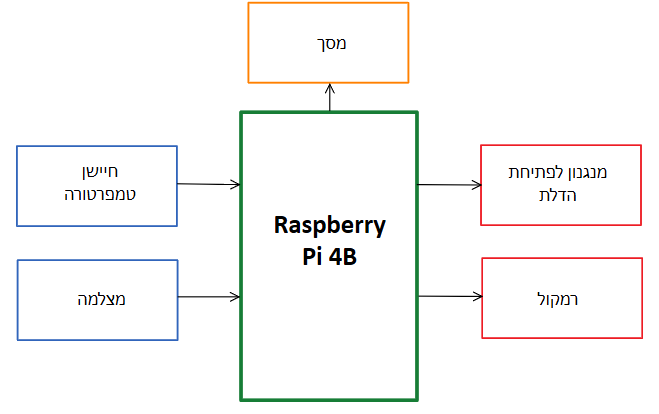 מסך
חיישן
טמפרטורה
מצלמה
Raspberry
Pi 4B
מנגנון לפתיחת
הדלת
רמקול